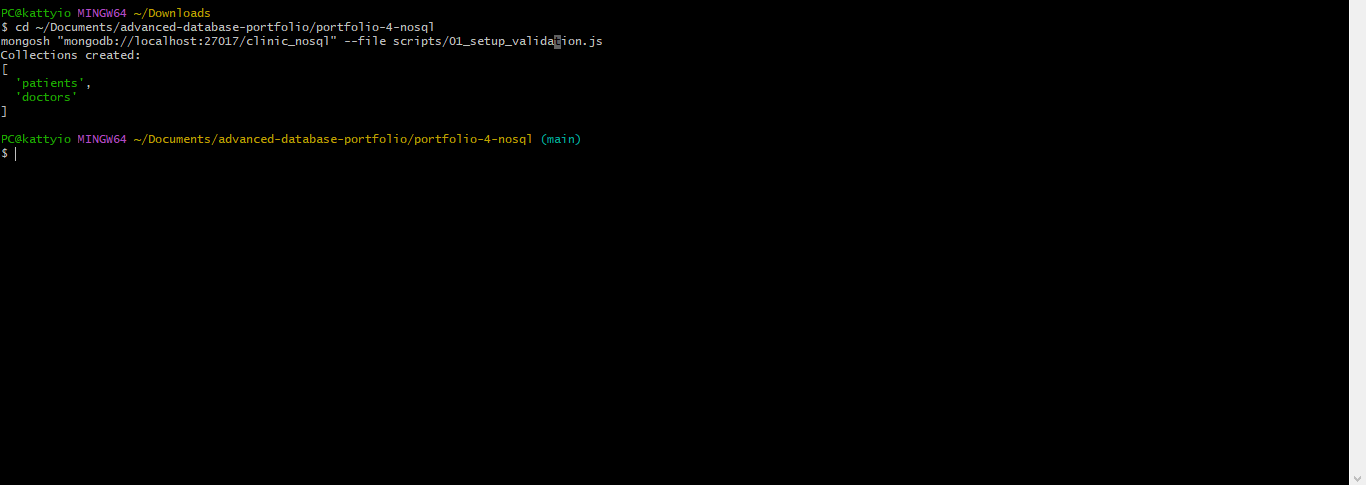 PC@kattyio MINGW64 ~/Downloads
$ cd ~/Documents/advanced-database-portfolio/portfolio-4-nosql
mongosh "mongodb://localhost:27017/clinic_nosql" --file scripts/01_setup_validation.js
Collections created:
[
  'patients',
  'doctors'
]
PC@kattyio MINGW64 ~/Documents/advanced-database-portfolio/portfolio-4-nosql (main)
$